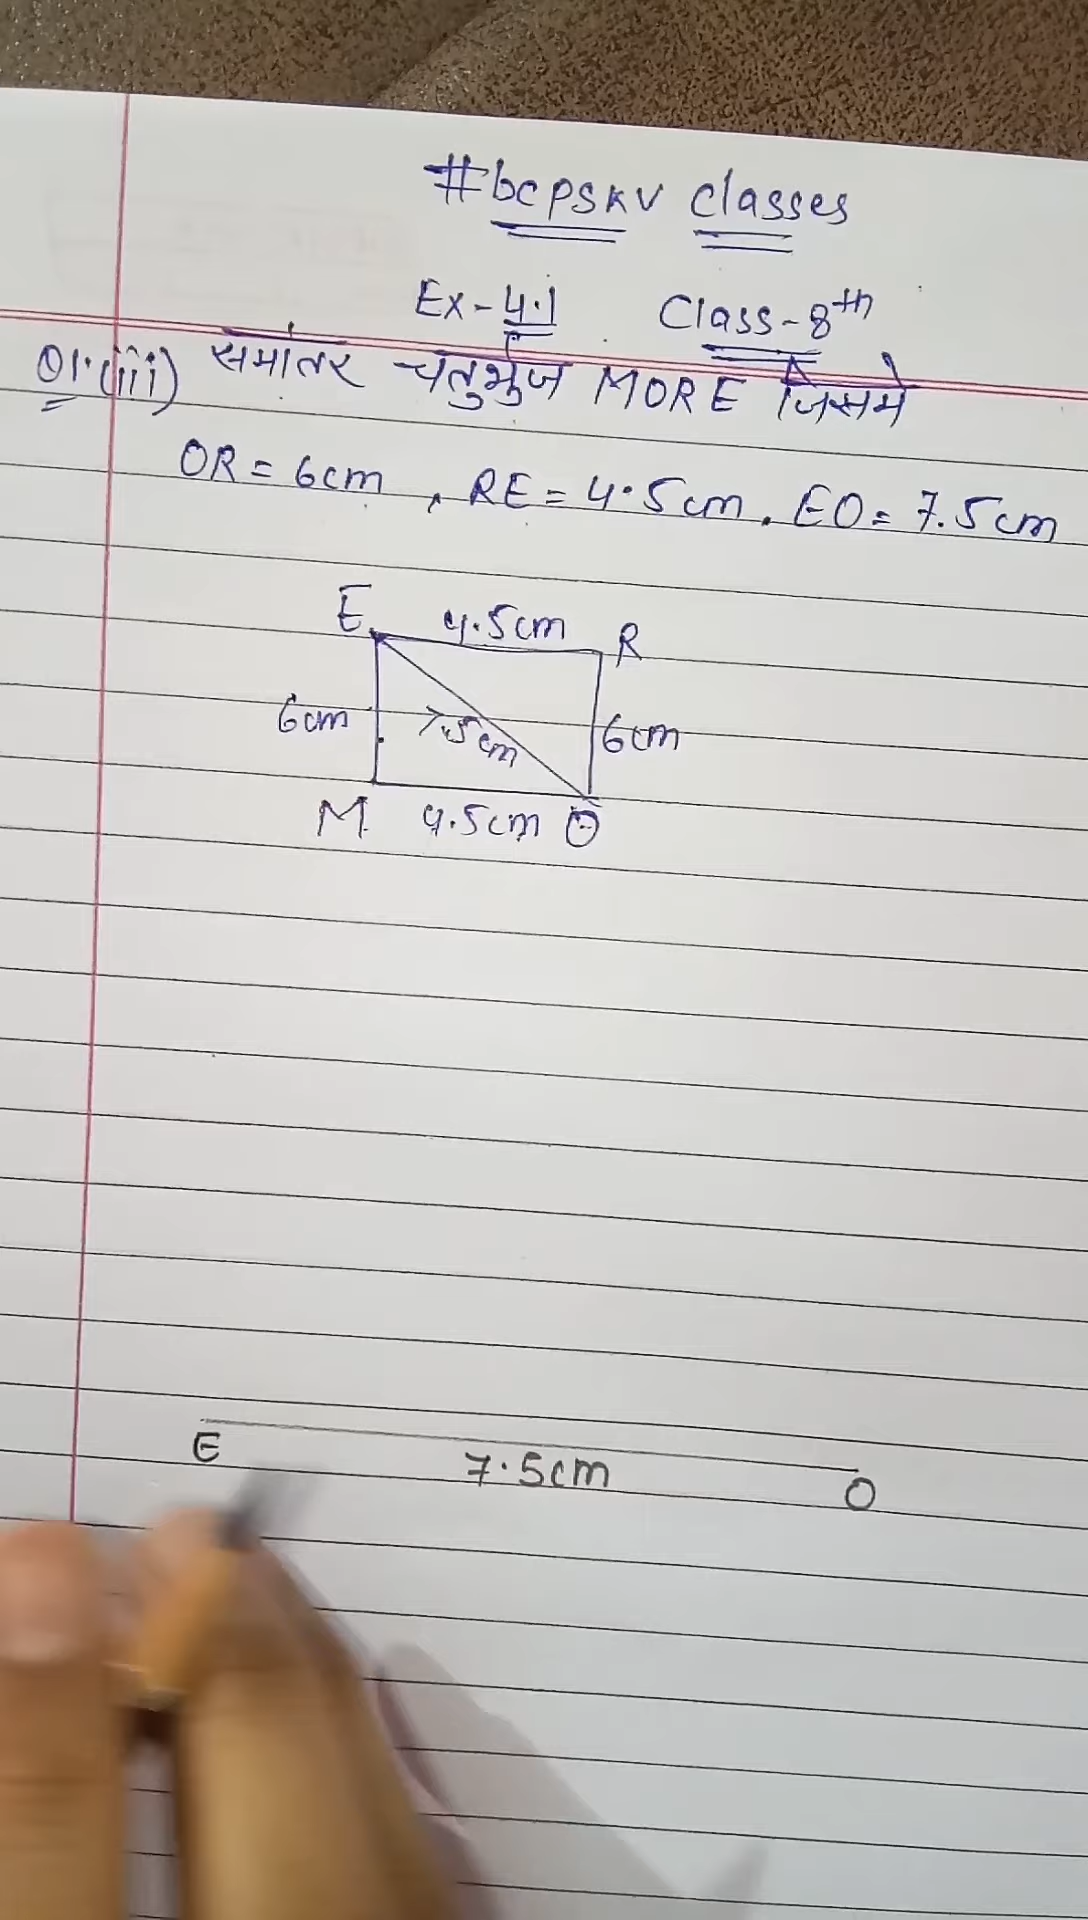 #bcpskv classes
Ex-4.1 Class-8th
Q1.(iii) समांतर चतुर्भुज MORE जिसमें
OR = 6cm, RE = 4.5cm, EO = 7.5cm
E 4.5cm R
6cm 7.5cm 6cm
M 4.5cm O
E 7.5cm O